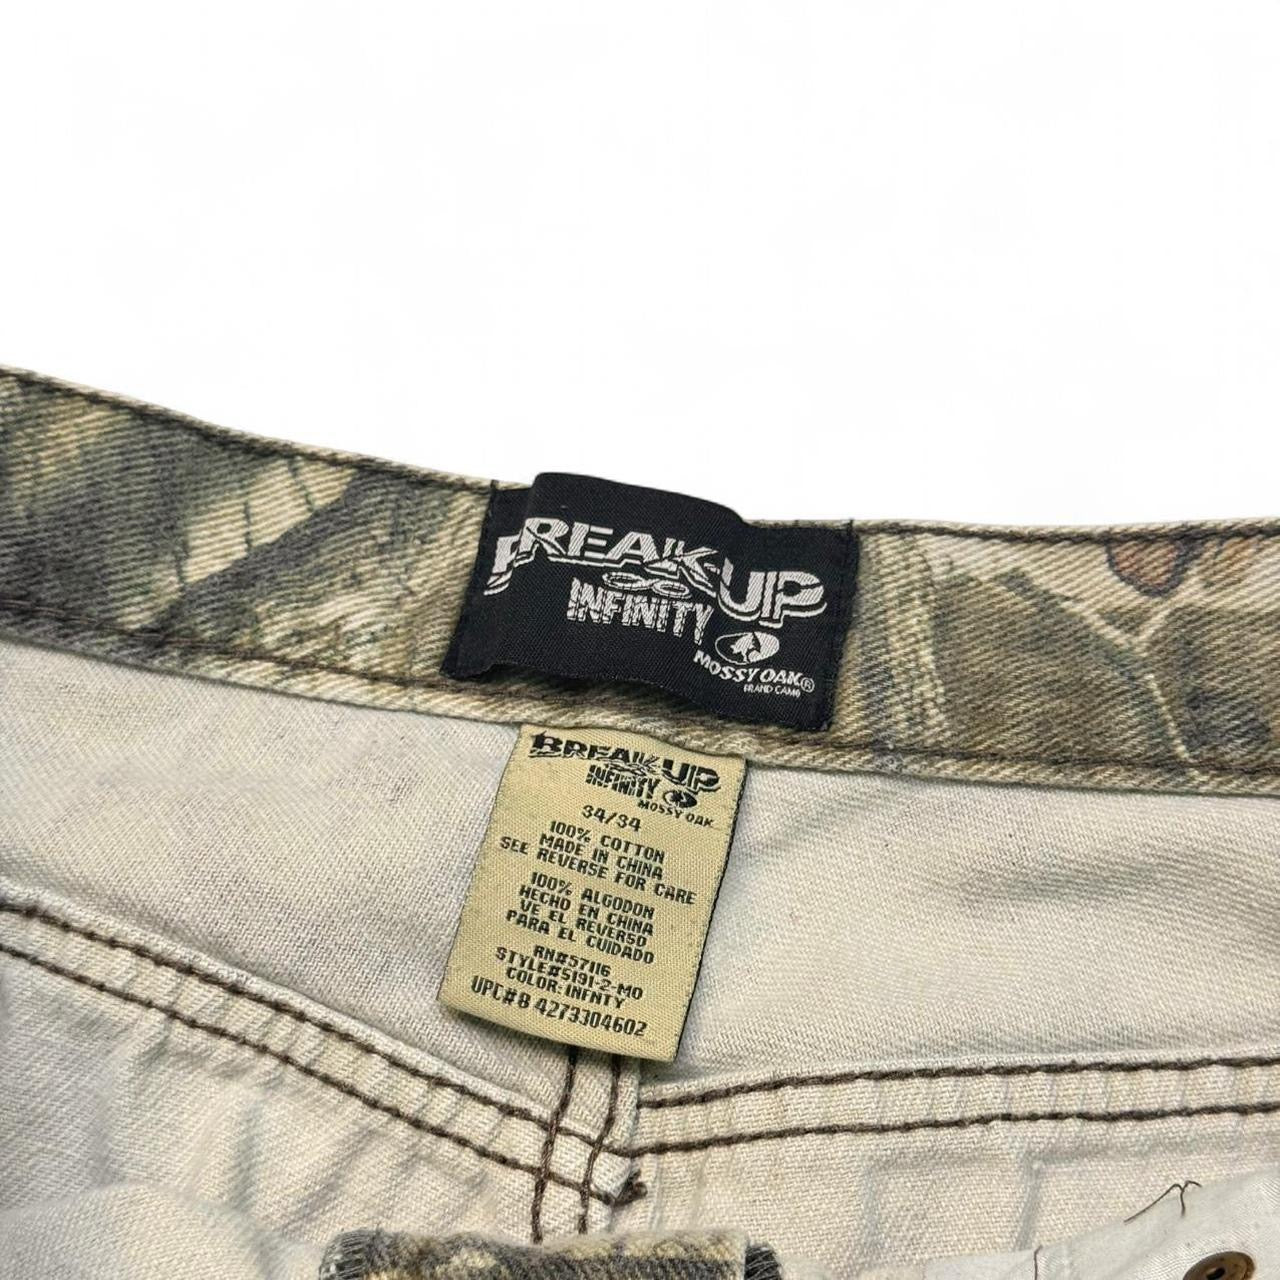 BREAK-UP
INFINITY
MOSSY OAK®
BRAND CAMO
BREAK-UP
INFINITY
MOSSY OAK
34/34
100% COTTON
MADE IN CHINA
SEE REVERSE FOR CARE
100% ALGODON
HECHO EN CHINA
VE EL REVERSO
PARA EL CUIDADO
RN#57116
STYLE#5191-2-MO
COLOR: INFNTY
UPC#8 4273304602